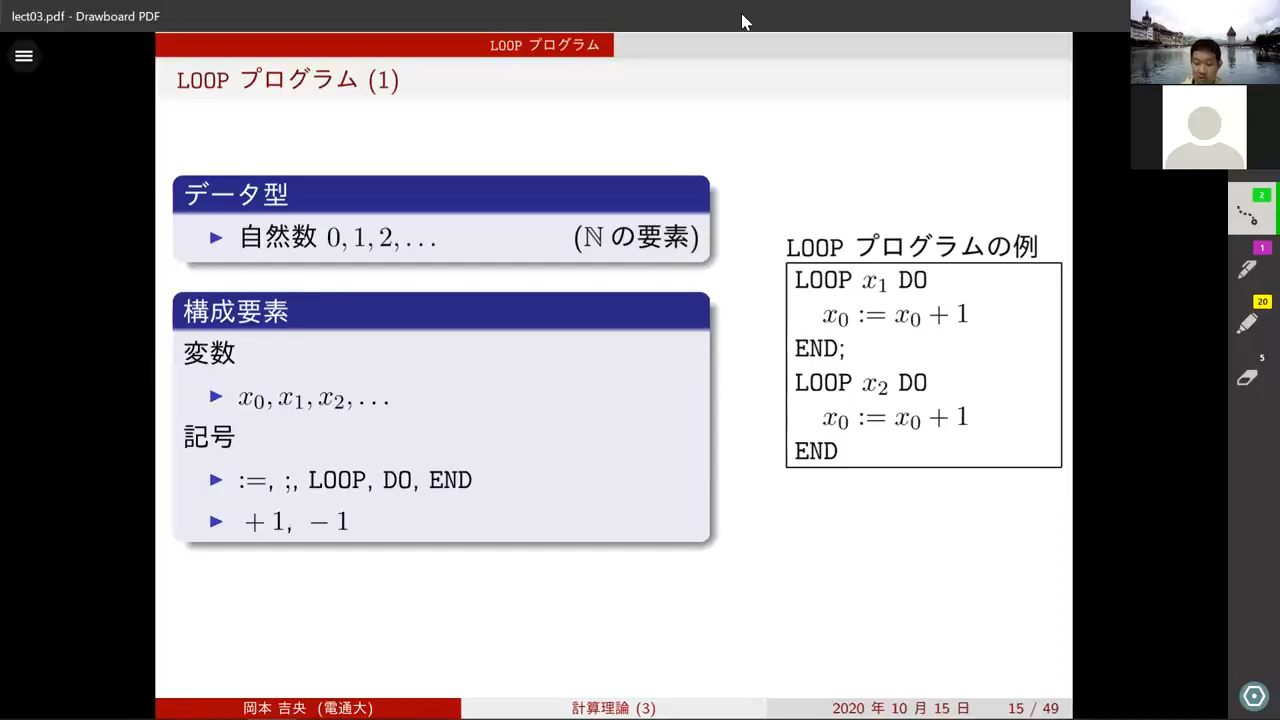 lect03.pdf - Drawboard PDF
LOOP プログラム
LOOP プログラム (1)
データ型
▶ 自然数 0, 1, 2, . . . (ℕ の要素)
構成要素
変数
▶ x₀, x₁, x₂, . . .
記号
▶ :=, ;, LOOP, DO, END
▶ + 1, − 1
LOOP プログラムの例
LOOP x₁ DO
x₀ := x₀ + 1
END;
LOOP x₂ DO
x₀ := x₀ + 1
END
2
1
20
5
岡本 吉央 (電通大)
計算理論 (3)
2020 年 10 月 15 日
15 / 49